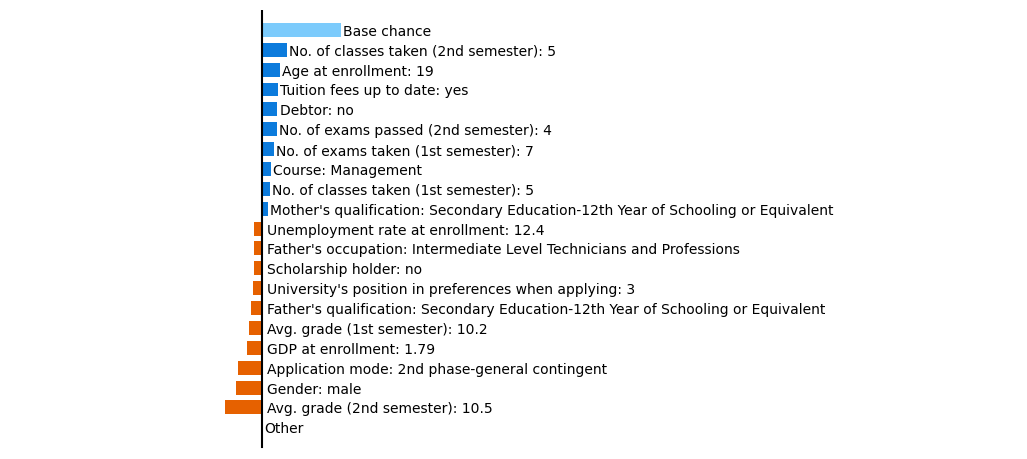 Base chance
No. of classes taken (2nd semester): 5
Age at enrollment: 19
Tuition fees up to date: yes
Debtor: no
No. of exams passed (2nd semester): 4
No. of exams taken (1st semester): 7
Course: Management
No. of classes taken (1st semester): 5
Mother's qualification: Secondary Education-12th Year of Schooling or Equivalent
Unemployment rate at enrollment: 12.4
Father's occupation: Intermediate Level Technicians and Professions
Scholarship holder: no
University's position in preferences when applying: 3
Father's qualification: Secondary Education-12th Year of Schooling or Equivalent
Avg. grade (1st semester): 10.2
GDP at enrollment: 1.79
Application mode: 2nd phase-general contingent
Gender: male
Avg. grade (2nd semester): 10.5
Other